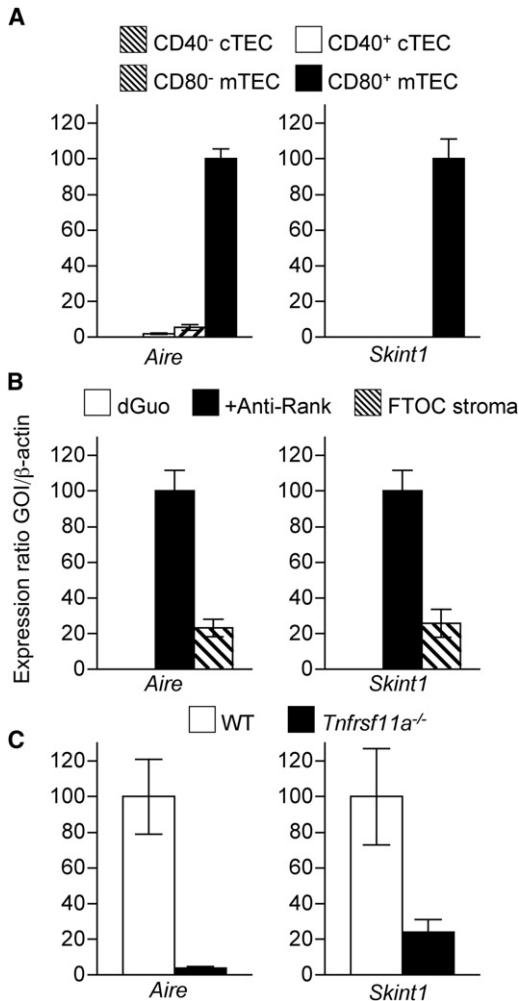 A
CD40⁻ cTEC CD40⁺ cTEC
CD80⁻ mTEC CD80⁺ mTEC
120 120
100 100
80 80
60 60
40 40
20 20
0 0
Aire Skint1
B
dGuo +Anti-Rank FTOC stroma
Expression ratio GOI/β-actin
120 120
100 100
80 80
60 60
40 40
20 20
0 0
Aire Skint1
WT Tnfrsf11a⁻/⁻
C
120 120
100 100
80 80
60 60
40 40
20 20
0 0
Aire Skint1